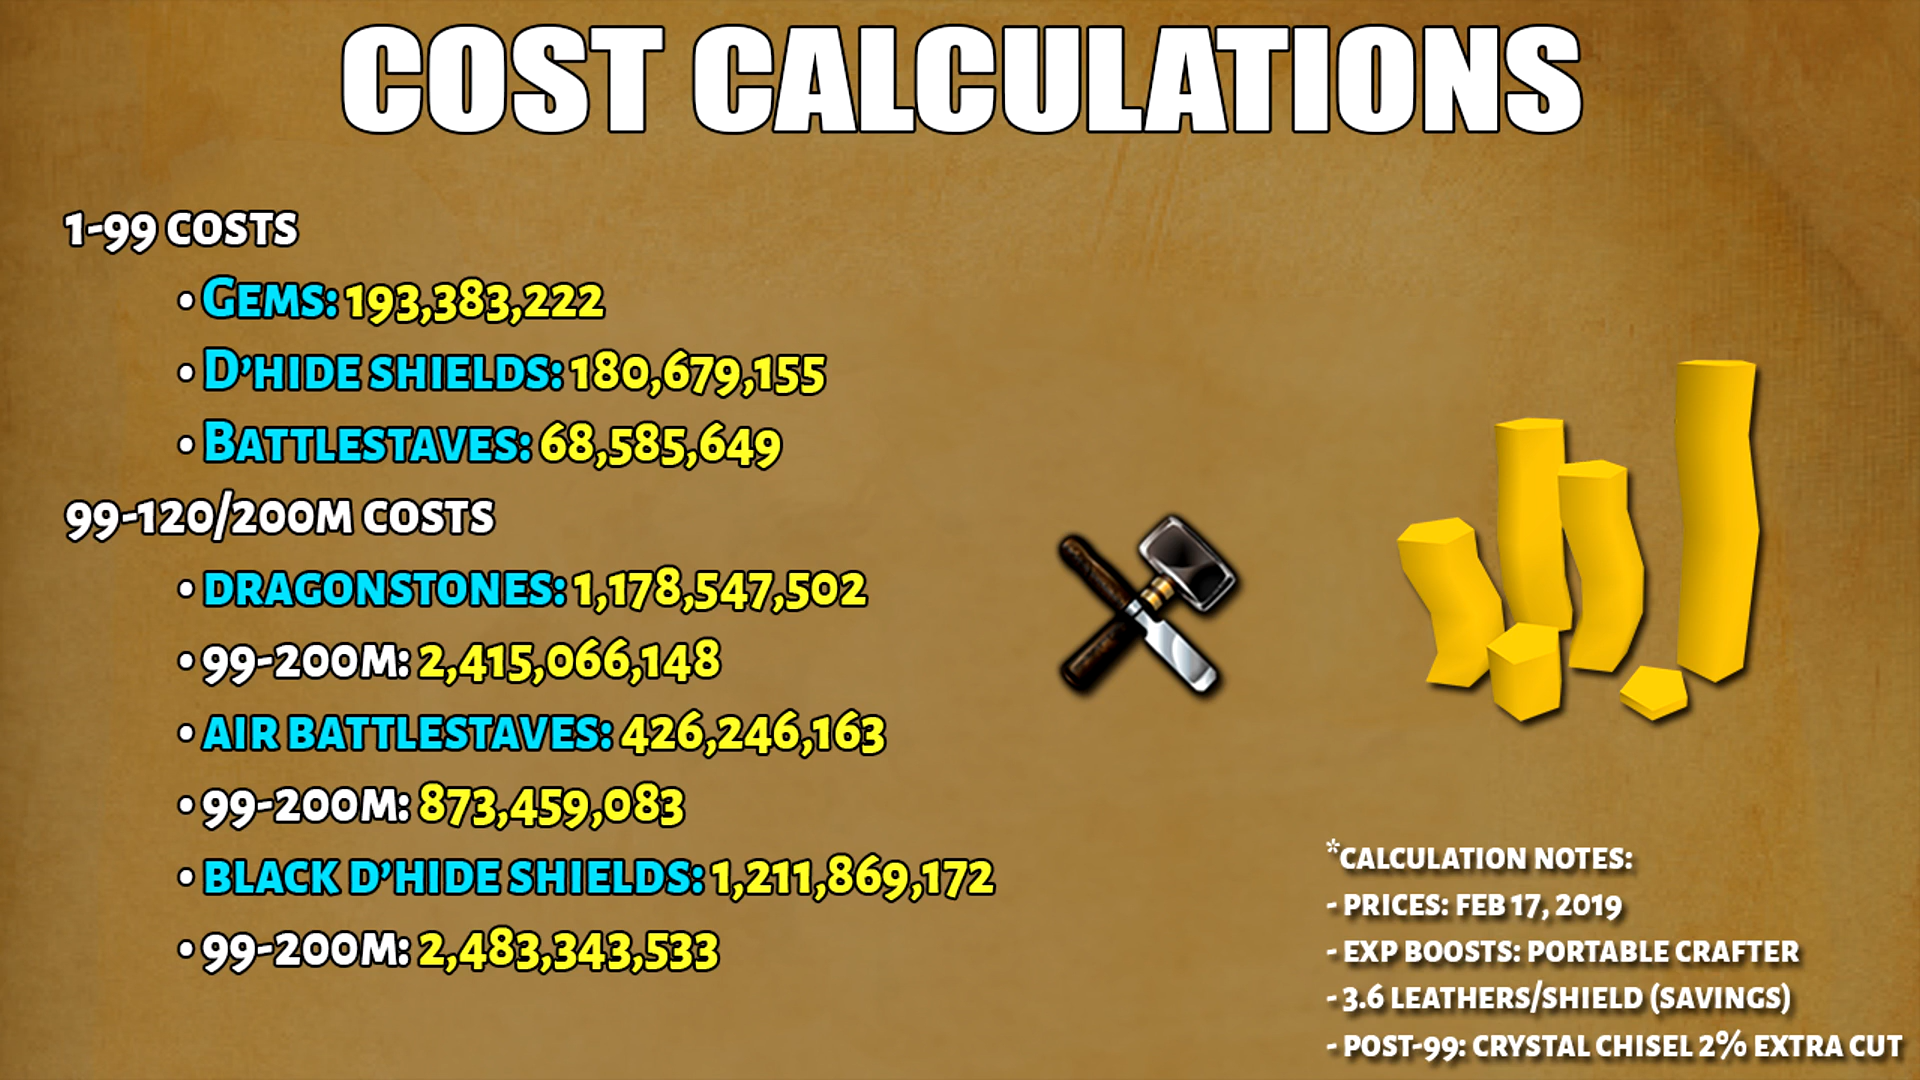 COST CALCULATIONS
1-99 COSTS
• GEMS: 193,383,222
• D'HIDE SHIELDS: 180,679,155
• BATTLESTAVES: 68,585,649
99-120/200M COSTS
• DRAGONSTONES: 1,178,547,502
• 99-200M: 2,415,066,148
• AIR BATTLESTAVES: 426,246,163
• 99-200M: 873,459,083
• BLACK D'HIDE SHIELDS: 1,211,869,172
• 99-200M: 2,483,343,533
*CALCULATION NOTES:
- PRICES: FEB 17, 2019
- EXP BOOSTS: PORTABLE CRAFTER
- 3.6 LEATHERS/SHIELD (SAVINGS)
- POST-99: CRYSTAL CHISEL 2% EXTRA CUT